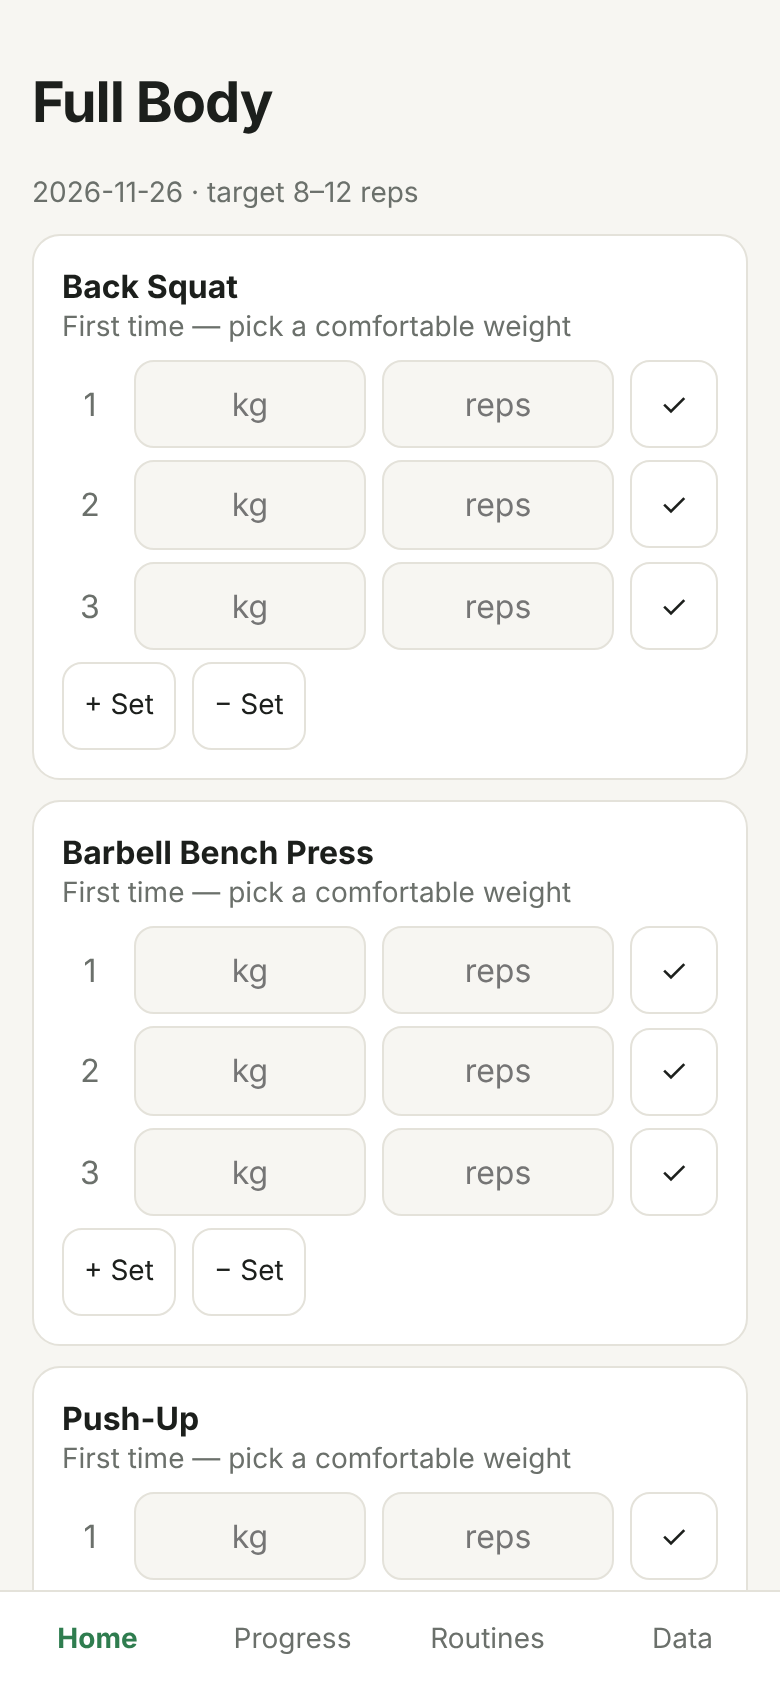 Full Body
2026-11-26 · target 8–12 reps
Back Squat
First time — pick a comfortable weight
1 kg reps ✓
2 kg reps ✓
3 kg reps ✓
+ Set − Set
Barbell Bench Press
First time — pick a comfortable weight
1 kg reps ✓
2 kg reps ✓
3 kg reps ✓
+ Set − Set
Push-Up
First time — pick a comfortable weight
1 kg reps ✓
Home Progress Routines Data